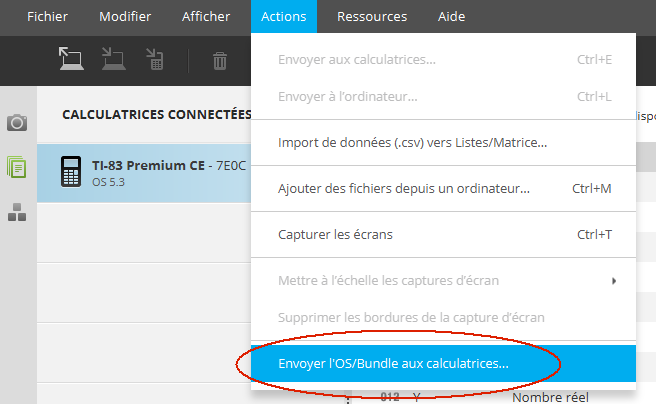 Fichier Modifier Afficher Actions Ressources Aide
Envoyer aux calculatrices... Ctrl+E
Envoyer à l'ordinateur... Ctrl+L
CALCULATRICES CONNECTÉES
Import de données (.csv) vers Listes/Matrice...
TI-83 Premium CE - 7E0C
OS 5.3
Ajouter des fichiers depuis un ordinateur... Ctrl+M
Capturer les écrans Ctrl+T
Mettre à l'échelle les captures d'écran
Supprimer les bordures de la capture d'écran
Envoyer l'OS/Bundle aux calculatrices...
012 Y Nombre réel